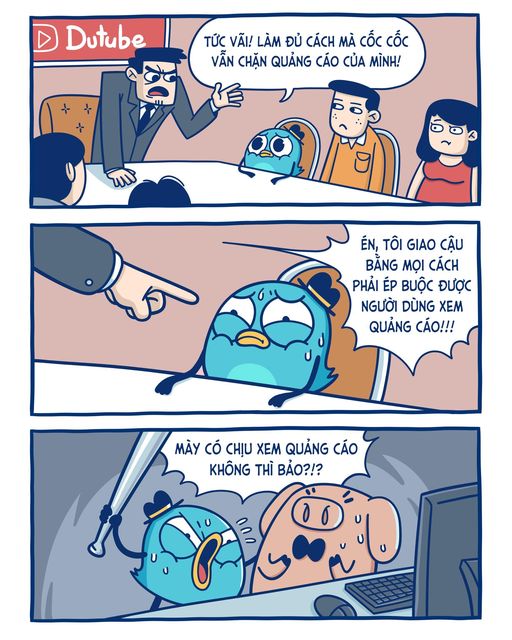 Dutube
TỨC VÃI! LÀM ĐỦ CÁCH MÀ CỐC CỐC
VẪN CHẶN QUẢNG CÁO CỦA MÌNH!
ÉN, TÔI GIAO CẬU
BẰNG MỌI CÁCH
PHẢI ÉP BUỘC ĐƯỢC
NGƯỜI DÙNG XEM
QUẢNG CÁO!!!
MÀY CÓ CHỊU XEM QUẢNG CÁO
KHÔNG THÌ BẢO?!?